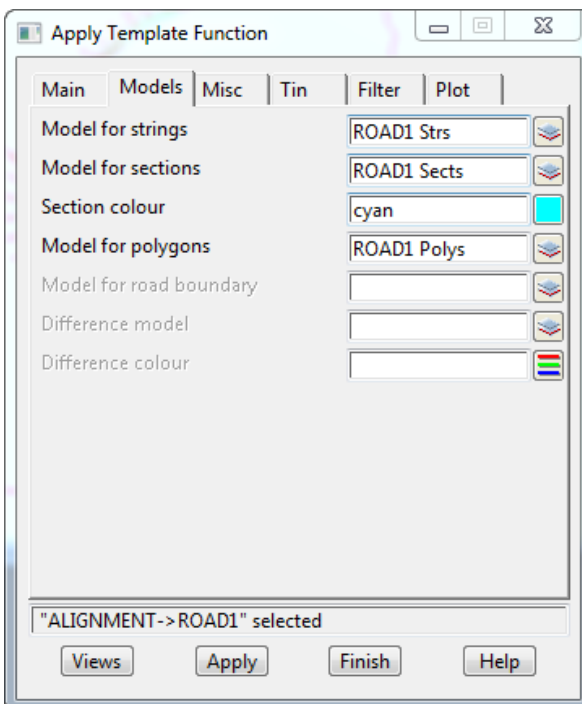 Apply Template Function
Main Models Misc Tin Filter Plot
Model for strings ROAD1 Strs
Model for sections ROAD1 Sects
Section colour cyan
Model for polygons ROAD1 Polys
Model for road boundary
Difference model
Difference colour
"ALIGNMENT->ROAD1" selected
Views Apply Finish Help